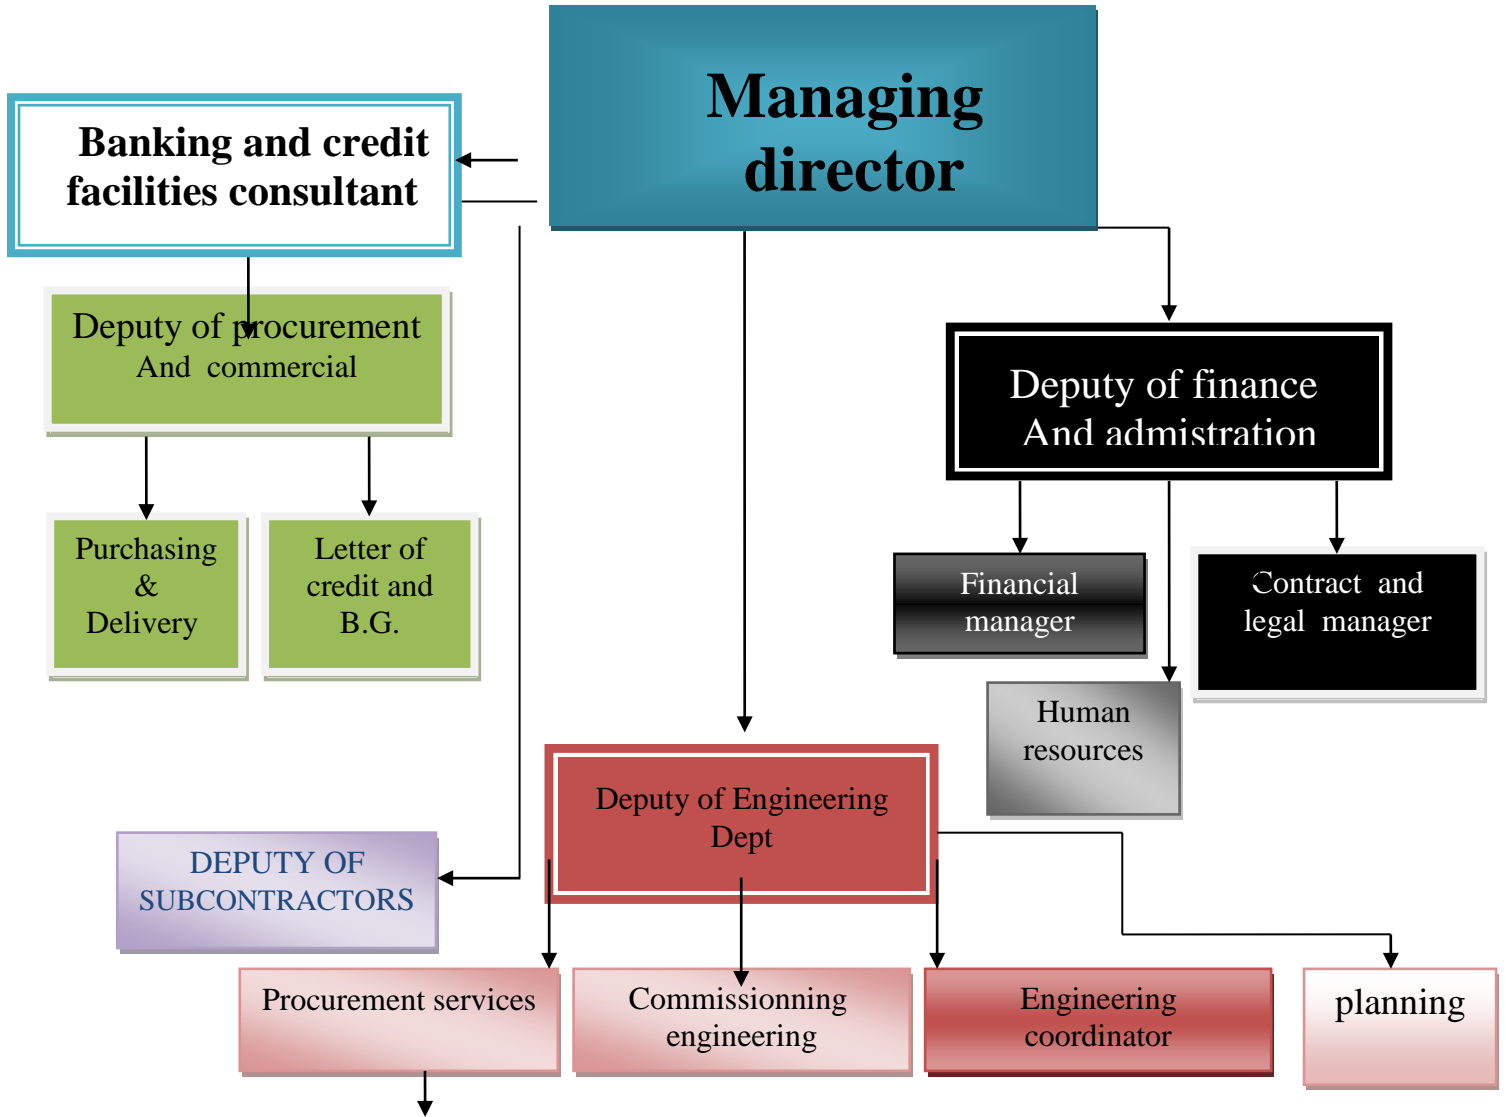 Managing
director
Banking and credit
facilities consultant
Deputy of procurement
And commercial
Deputy of finance
And admistration
Purchasing
&
Delivery
Letter of
credit and
B.G.
Financial
manager
Contract and
legal manager
Human
resources
Deputy of Engineering
Dept
DEPUTY OF
SUBCONTRACTORS
Procurement services
Commissionning
engineering
Engineering
coordinator
planning